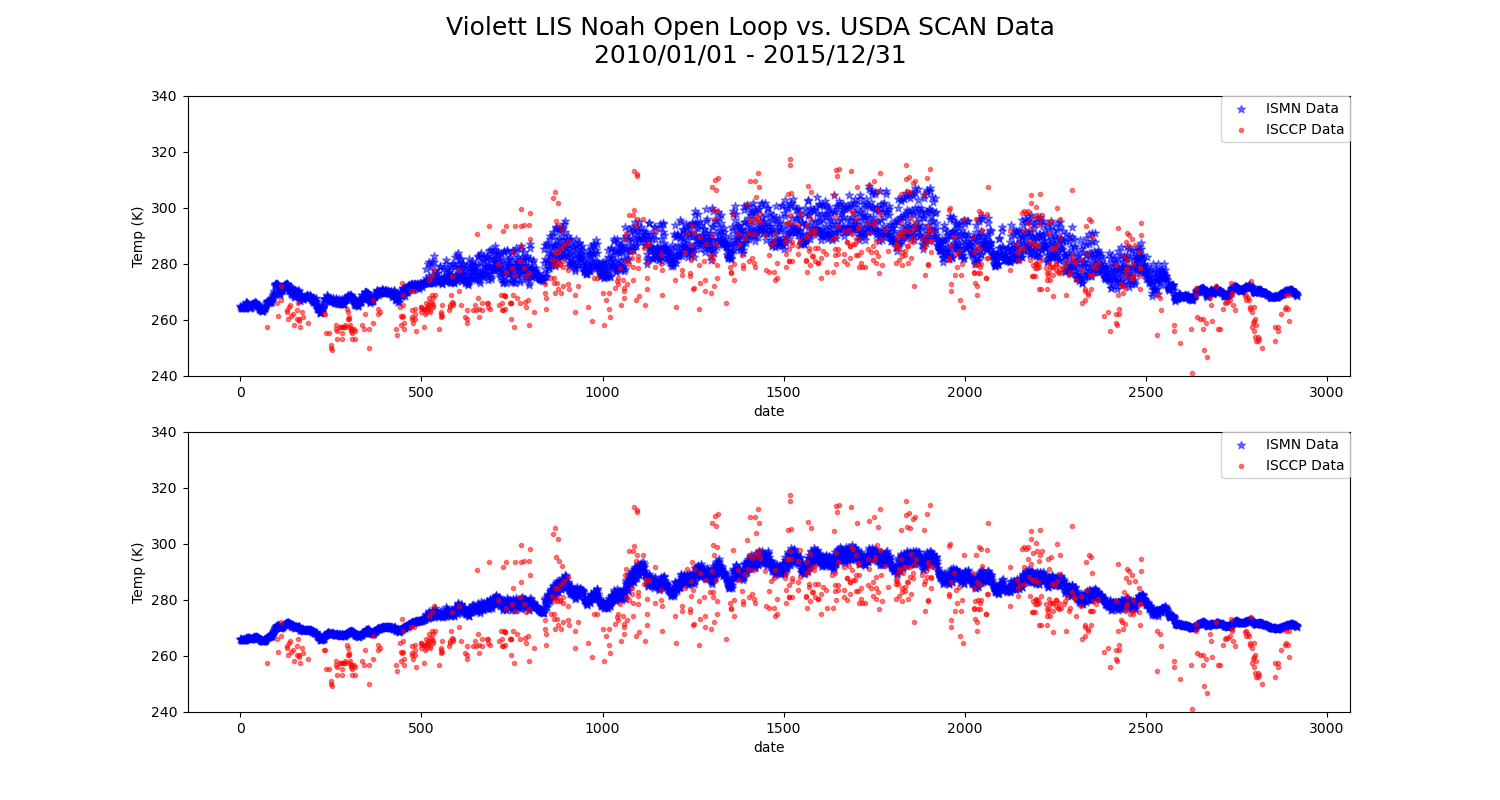 Violett LIS Noah Open Loop vs. USDA SCAN Data
2010/01/01 - 2015/12/31
340
320
300
280
260
240
Temp (K)
ISMN Data
ISCCP Data
0 500 1000 1500 2000 2500 3000
date
340
320
300
280
260
240
Temp (K)
ISMN Data
ISCCP Data
0 500 1000 1500 2000 2500 3000
date